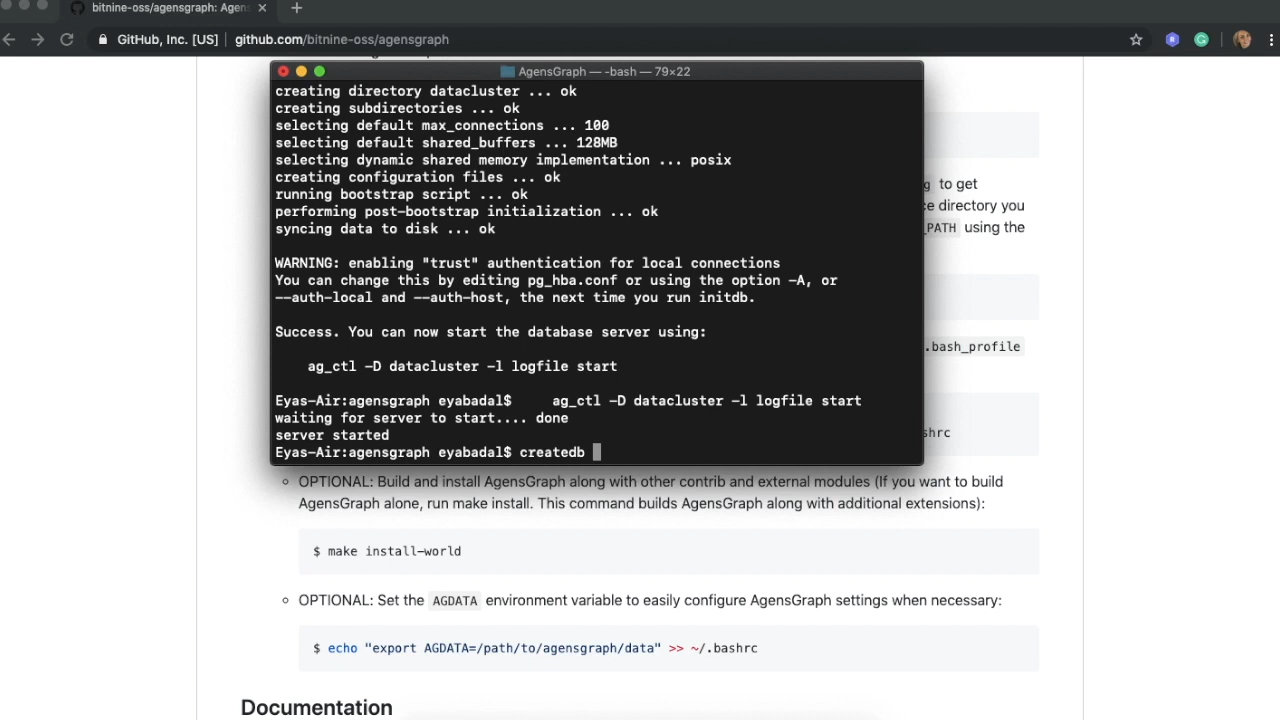 bitnine-oss/agensgraph: Agens
GitHub, Inc. [US] github.com/bitnine-oss/agensgraph
AgensGraph — -bash — 79×22
creating directory datacluster ... ok
creating subdirectories ... ok
selecting default max_connections ... 100
selecting default shared_buffers ... 128MB
selecting dynamic shared memory implementation ... posix
creating configuration files ... ok
running bootstrap script ... ok
performing post-bootstrap initialization ... ok
syncing data to disk ... ok
WARNING: enabling "trust" authentication for local connections
You can change this by editing pg_hba.conf or using the option -A, or
--auth-local and --auth-host, the next time you run initdb.
Success. You can now start the database server using:
ag_ctl -D datacluster -l logfile start
Eyas-Air:agensgraph eyabadal$ ag_ctl -D datacluster -l logfile start
waiting for server to start.... done
server started
Eyas-Air:agensgraph eyabadal$ createdb
g to get
ce directory you
_PATH using the
.bash_profile
shrc
OPTIONAL: Build and install AgensGraph along with other contrib and external modules (If you want to build
AgensGraph alone, run make install. This command builds AgensGraph along with additional extensions):
$ make install-world
OPTIONAL: Set the AGDATA environment variable to easily configure AgensGraph settings when necessary:
$ echo "export AGDATA=/path/to/agensgraph/data" >> ~/.bashrc
Documentation